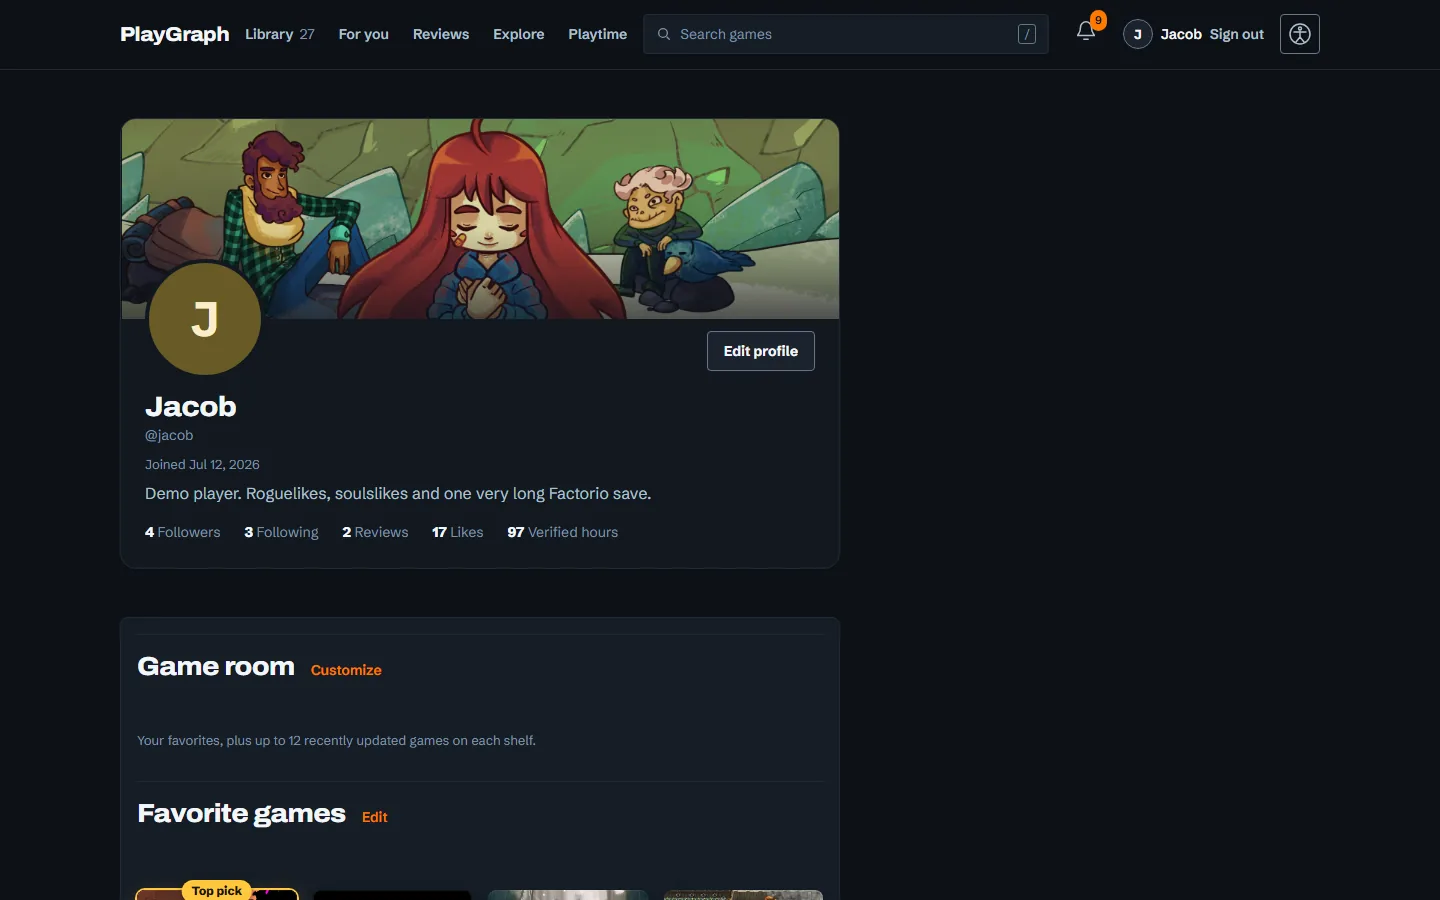 PlayGraph Library 27 For you Reviews Explore Playtime Search games / 9 J Jacob Sign out
J
Edit profile
Jacob
@jacob
Joined Jul 12, 2026
Demo player. Roguelikes, soulslikes and one very long Factorio save.
4 Followers 3 Following 2 Reviews 17 Likes 97 Verified hours
Game room Customize
Your favorites, plus up to 12 recently updated games on each shelf.
Favorite games Edit
Top pick